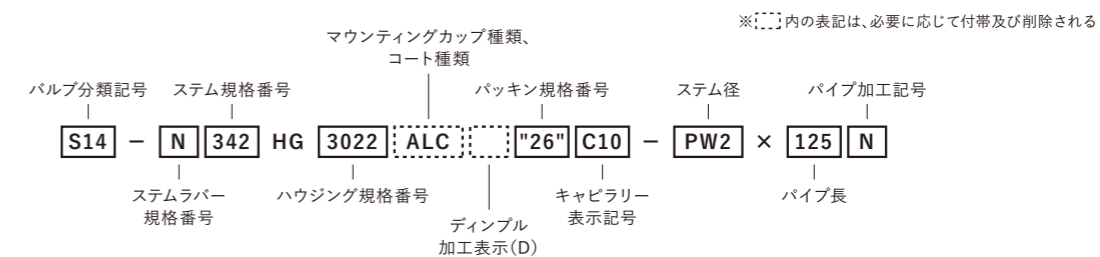 ※[  ]内の表記は、必要に応じて付帯及び削除される
マウンティングカップ種類、
コート種類
バルブ分類記号 ステム規格番号 パッキン規格番号 ステム径 パイプ加工記号
S14 − N 342 HG 3022 ALC "26" C10 − PW2 × 125 N
ステムラバー
規格番号
ハウジング規格番号
ディンプル
加工表示(D)
キャピラリー
表示記号
パイプ長